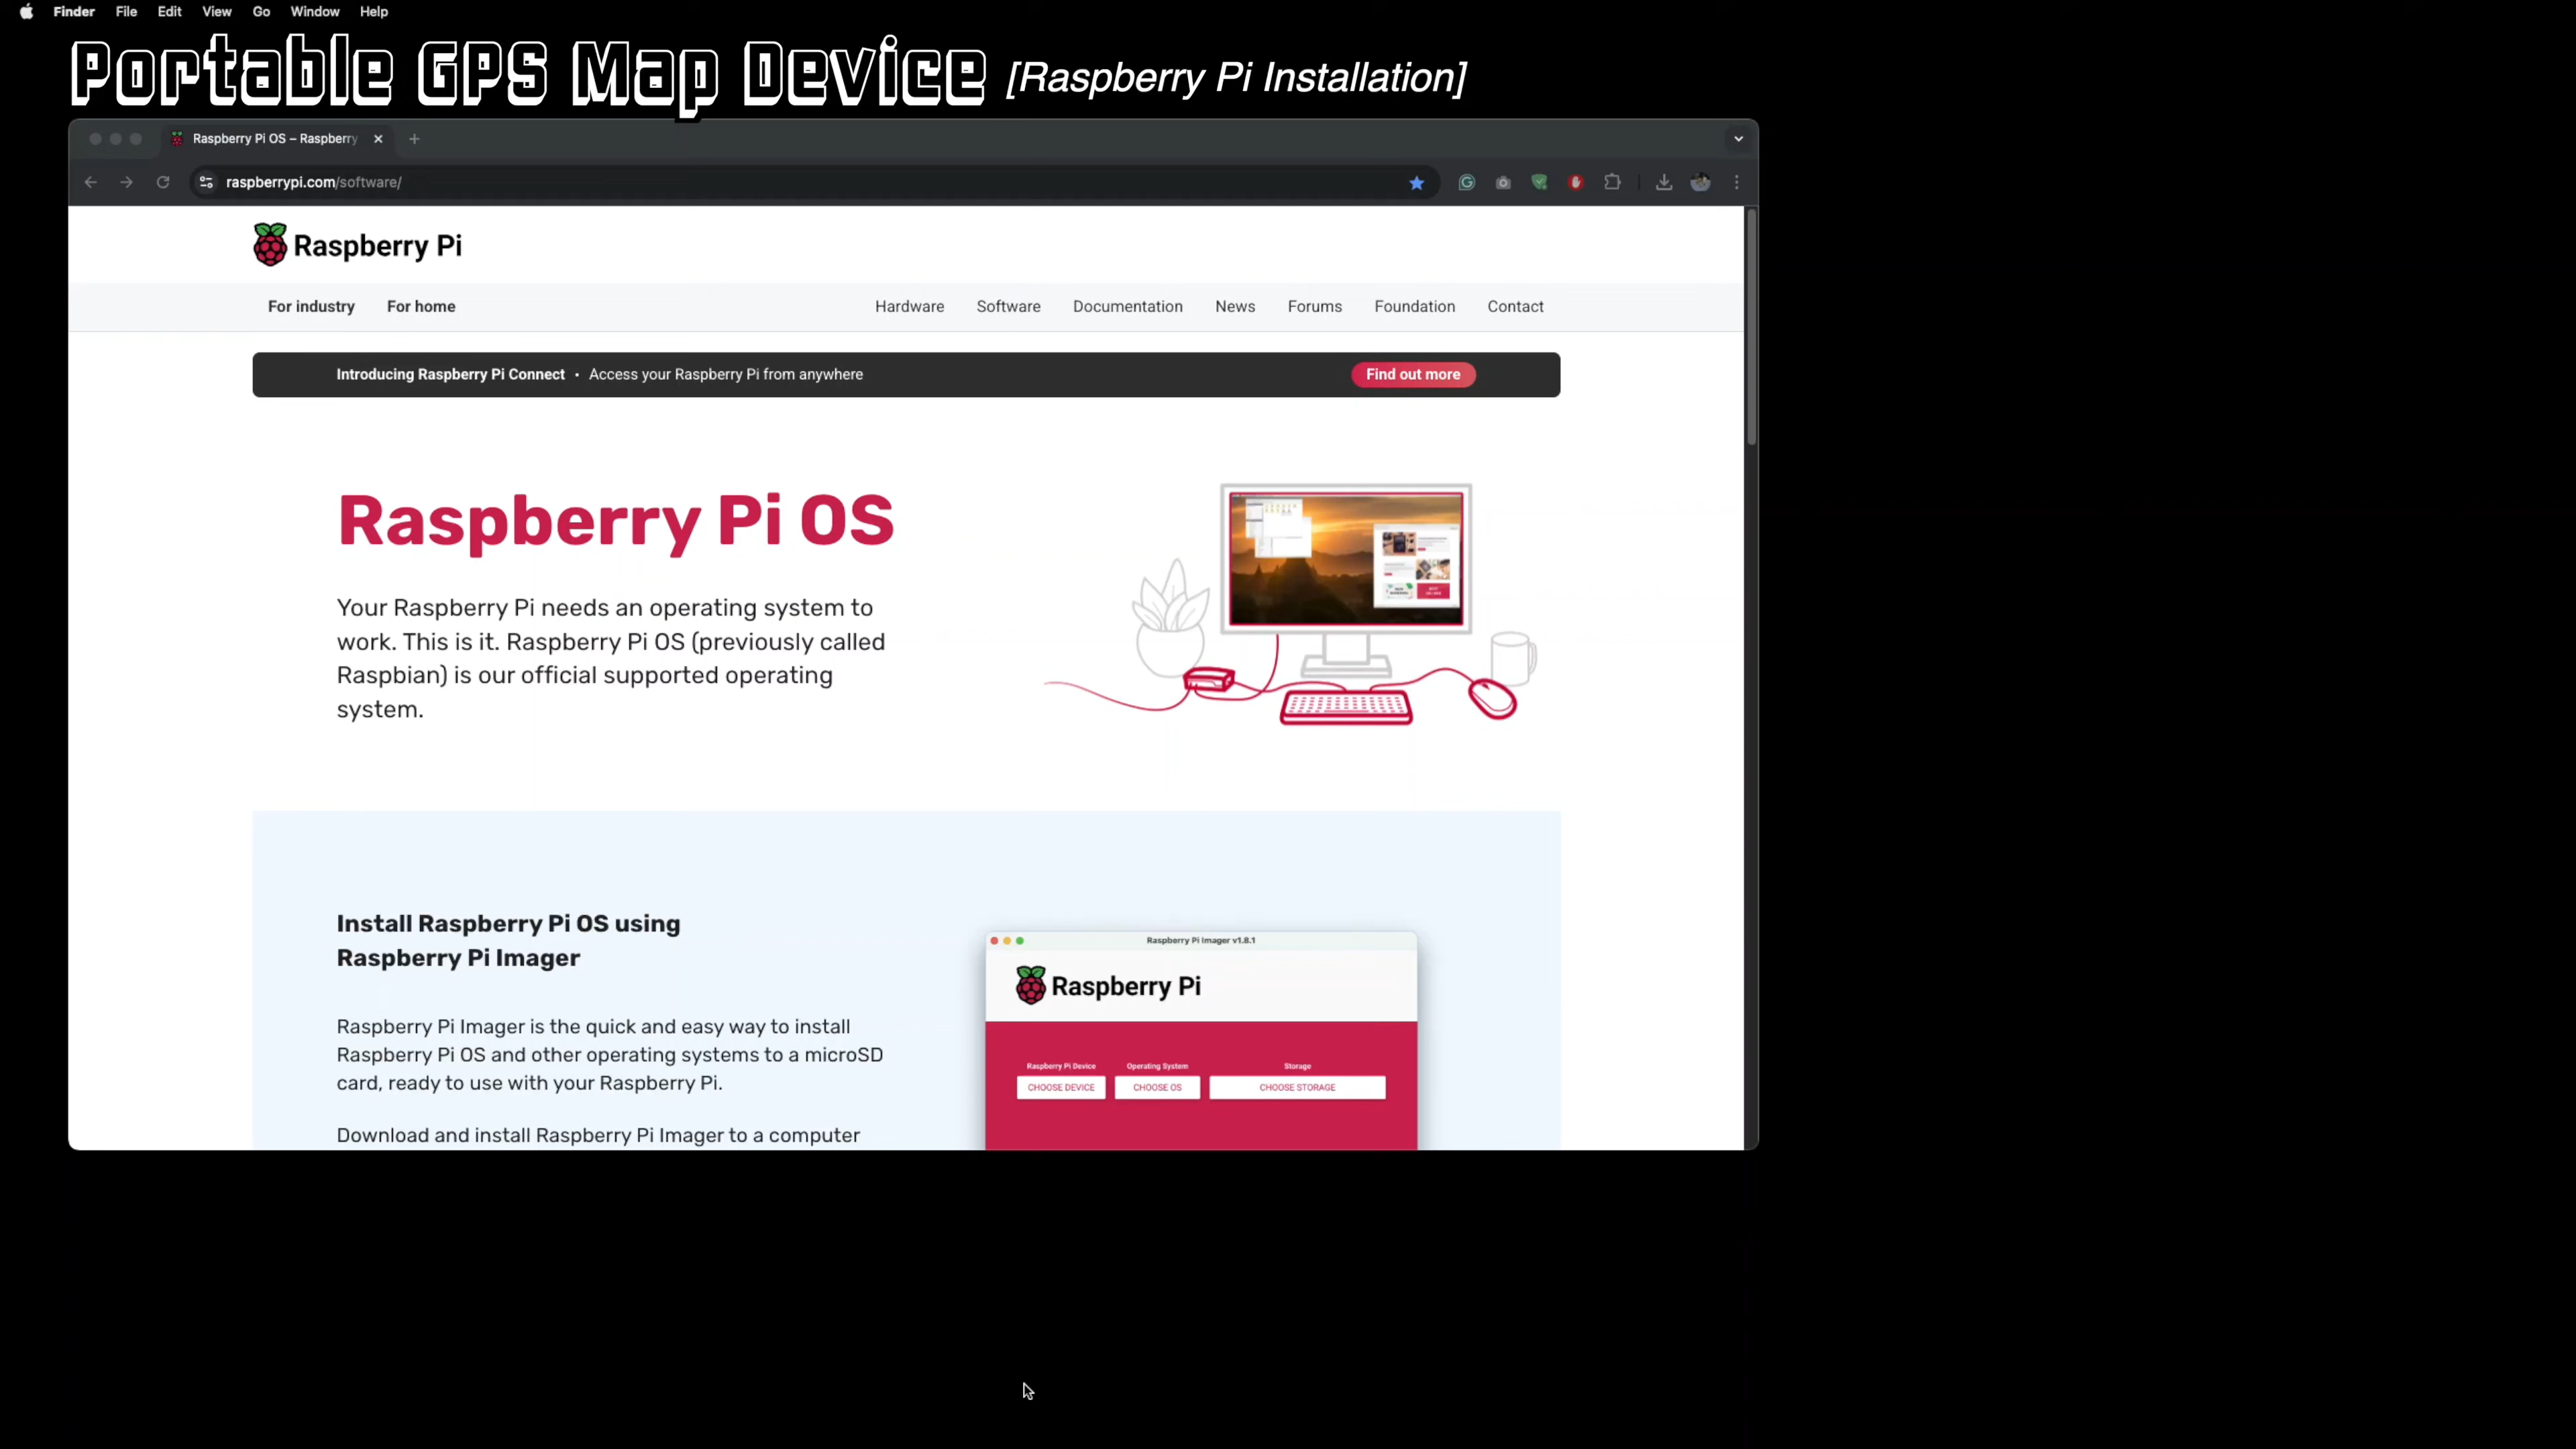 Finder File Edit View Go Window Help
Portable GPS Map Device [Raspberry Pi Installation]
Raspberry Pi OS – Raspberry
raspberrypi.com/software/
Raspberry Pi
For industry For home Hardware Software Documentation News Forums Foundation Contact
Introducing Raspberry Pi Connect • Access your Raspberry Pi from anywhere Find out more
Raspberry Pi OS
Your Raspberry Pi needs an operating system to
work. This is it. Raspberry Pi OS (previously called
Raspbian) is our official supported operating
system.
Install Raspberry Pi OS using
Raspberry Pi Imager
Raspberry Pi Imager is the quick and easy way to install
Raspberry Pi OS and other operating systems to a microSD
card, ready to use with your Raspberry Pi.
Download and install Raspberry Pi Imager to a computer
Raspberry Pi Imager v1.8.1
Raspberry Pi
Raspberry Pi Device Operating System Storage
CHOOSE DEVICE CHOOSE OS CHOOSE STORAGE